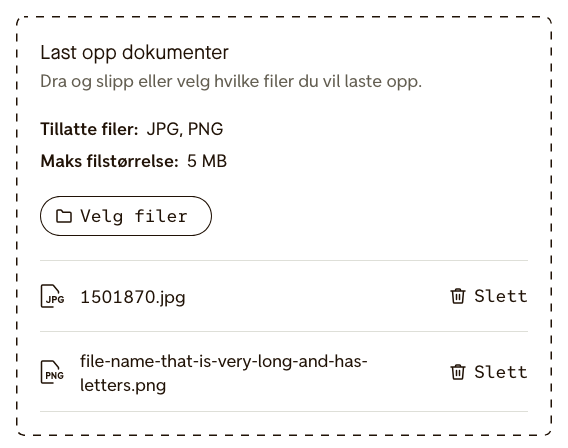 Last opp dokumenter
Dra og slipp eller velg hvilke filer du vil laste opp.
Tillatte filer: JPG, PNG
Maks filstørrelse: 5 MB
Velg filer
JPG 1501870.jpg Slett
PNG file-name-that-is-very-long-and-has-
letters.png Slett